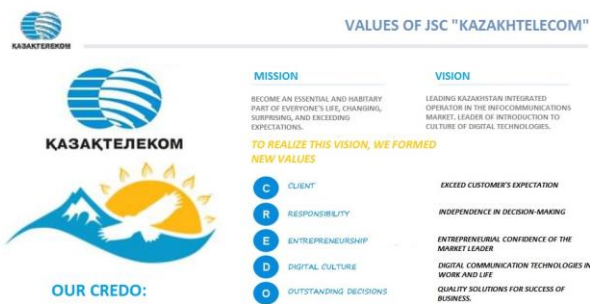 ҚАЗАҚТЕЛЕКОМ
VALUES OF JSC "KAZAKHTELECOM"
ҚАЗАҚТЕЛЕКОМ
MISSION
BECOME AN ESSENTIAL AND HABITARY
PART OF EVERYONE'S LIFE, CHANGING,
SURPRISING, AND EXCEEDING
EXPECTATIONS.
VISION
LEADING KAZAKHSTAN INTEGRATED
OPERATOR IN THE INFOCOMMUNICATIONS
MARKET. LEADER OF INTRODUCTION TO
CULTURE OF DIGITAL TECHNOLOGIES.
TO REALIZE THIS VISION, WE FORMED
NEW VALUES
C CLIENT EXCEED CUSTOMER'S EXPECTATION
R RESPONSIBILITY INDEPENDENCE IN DECISION-MAKING
E ENTREPRENEURSHIP ENTREPRENEURIAL CONFIDENCE OF THE
MARKET LEADER
D DIGITAL CULTURE DIGITAL COMMUNICATION TECHNOLOGIES IN
WORK AND LIFE
O OUTSTANDING DECISIONS QUALITY SOLUTIONS FOR SUCCESS OF
BUSINESS.
OUR CREDO: